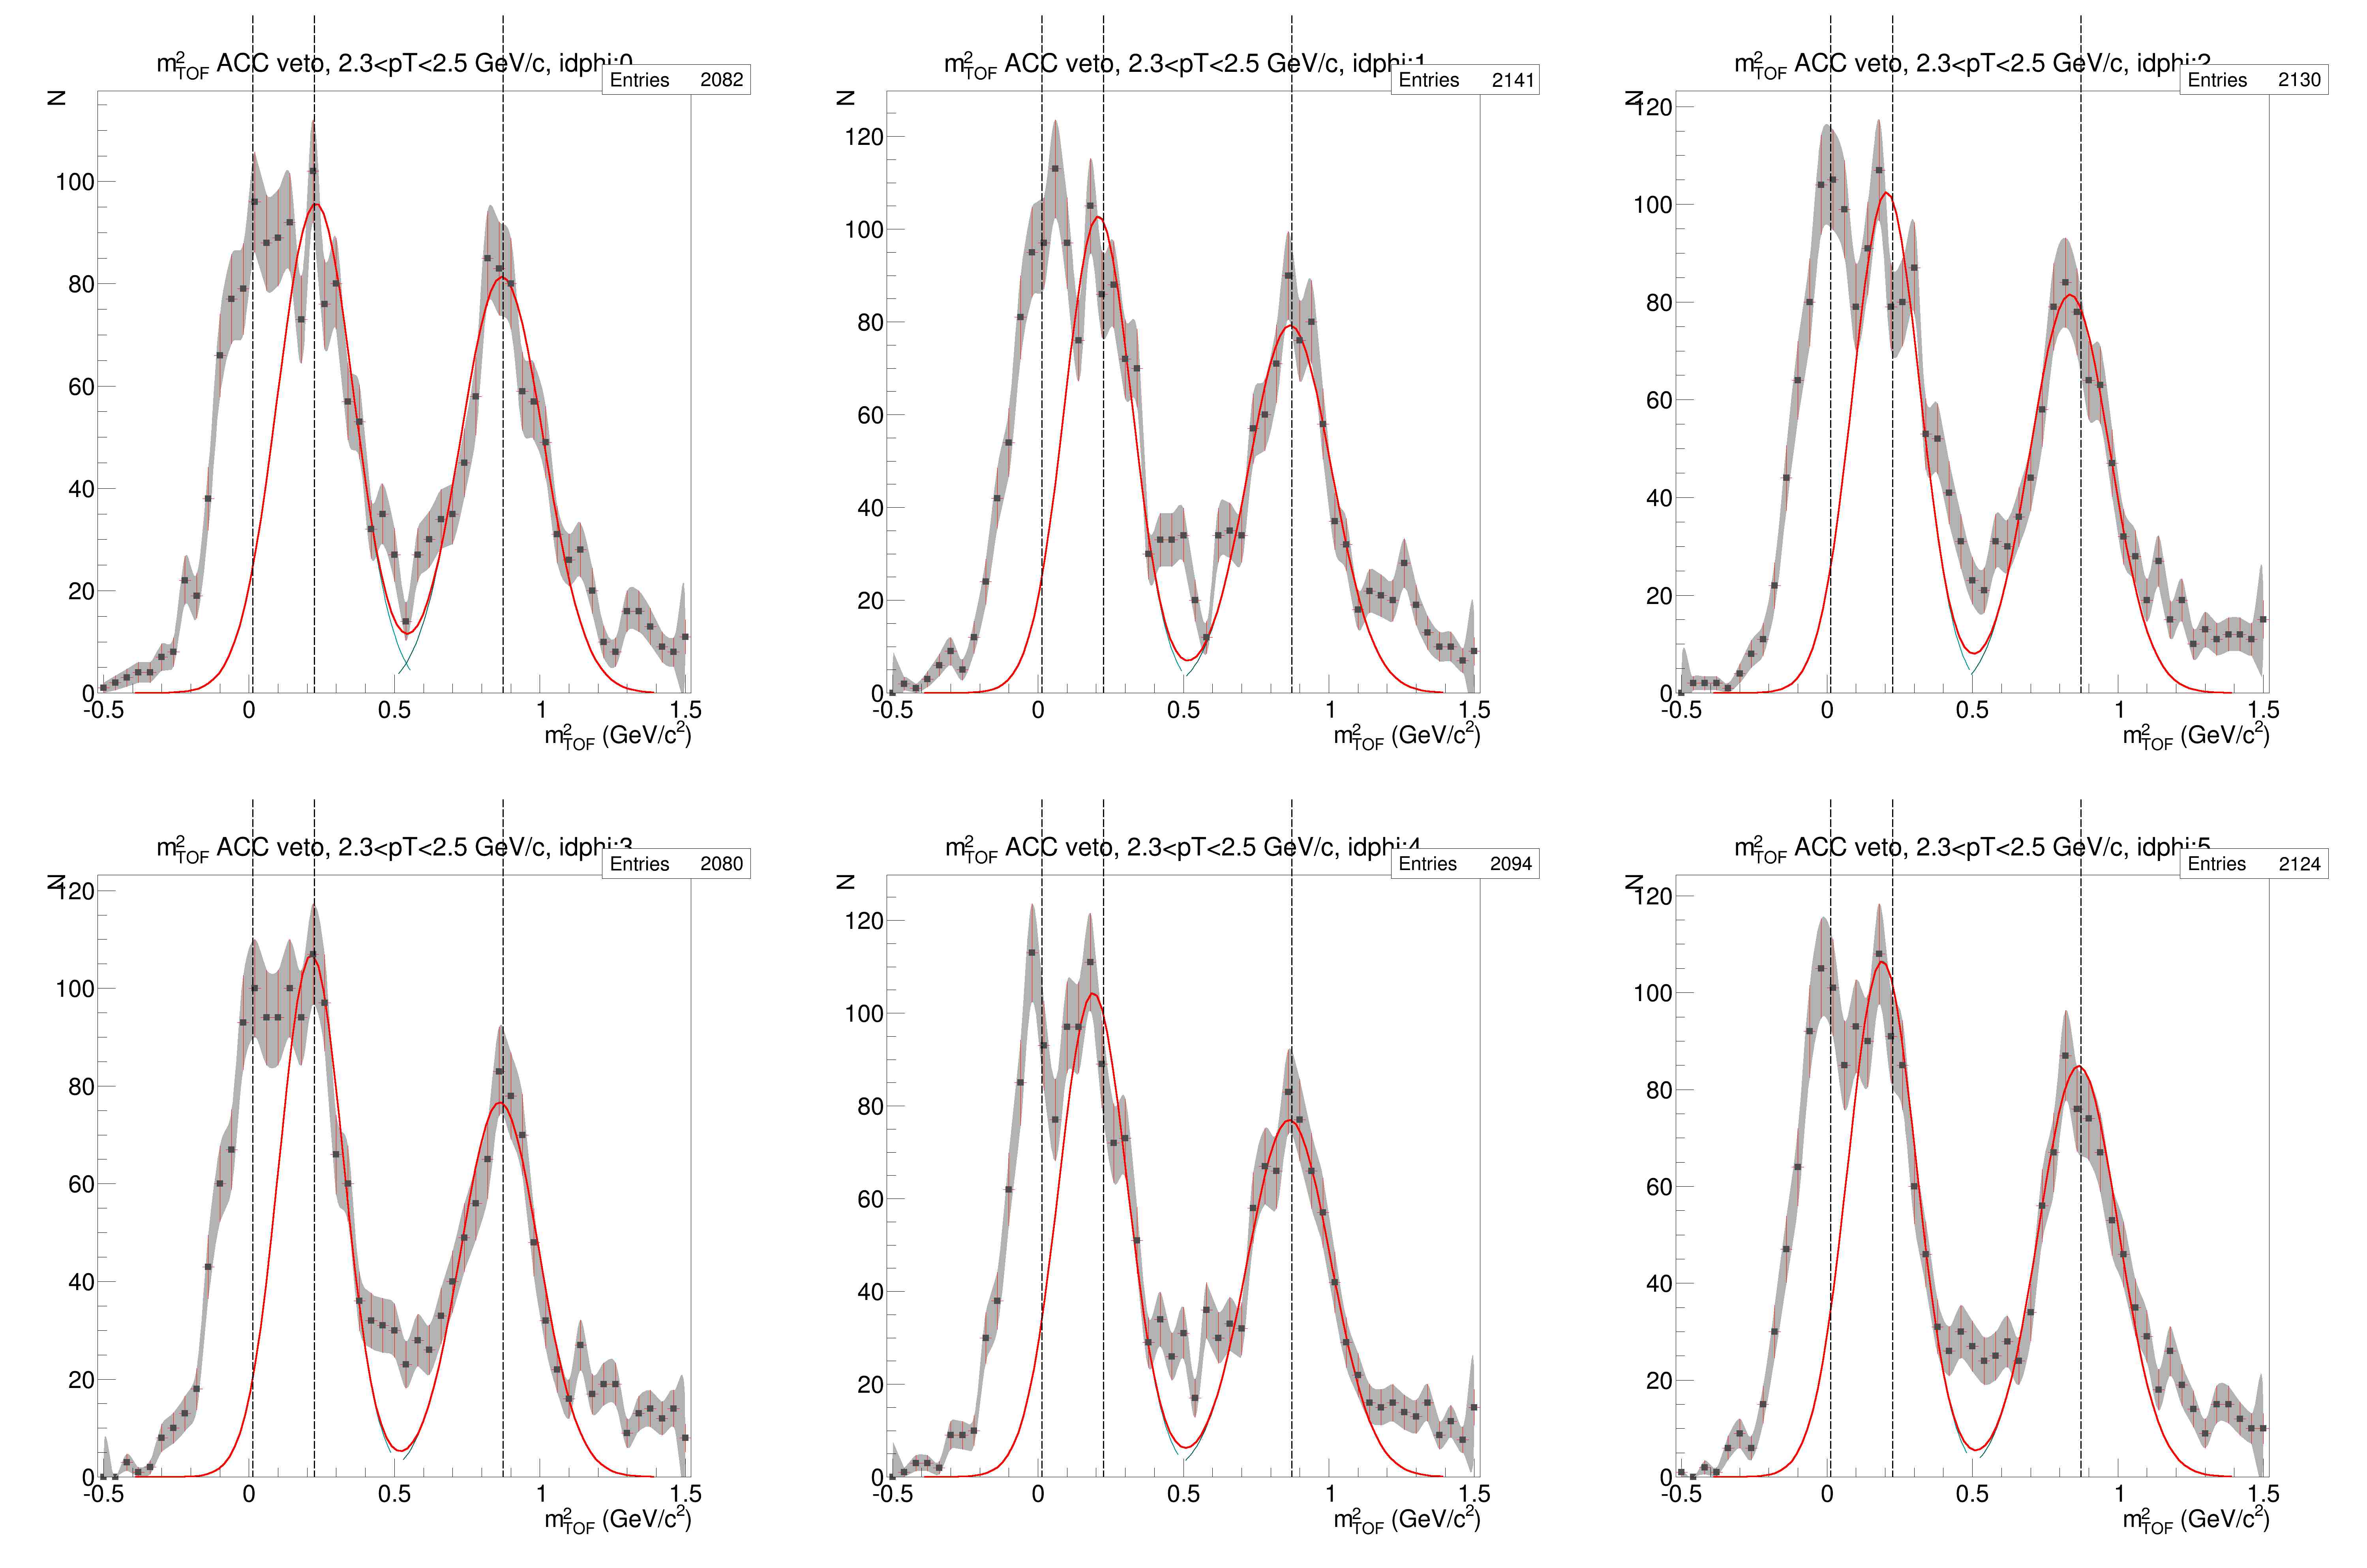 m²TOF ACC veto, 2.3<pT<2.5 GeV/c, idphi:0
Entries 2082
N
100
80
60
40
20
0
-0.5 0 0.5 1 1.5
m²TOF (GeV/c²)
m²TOF ACC veto, 2.3<pT<2.5 GeV/c, idphi:1
Entries 2141
N
120
100
80
60
40
20
0
-0.5 0 0.5 1 1.5
m²TOF (GeV/c²)
m²TOF ACC veto, 2.3<pT<2.5 GeV/c, idphi:2
Entries 2130
N
120
100
80
60
40
20
0
-0.5 0 0.5 1 1.5
m²TOF (GeV/c²)
m²TOF ACC veto, 2.3<pT<2.5 GeV/c, idphi:3
Entries 2080
N
120
100
80
60
40
20
0
-0.5 0 0.5 1 1.5
m²TOF (GeV/c²)
m²TOF ACC veto, 2.3<pT<2.5 GeV/c, idphi:4
Entries 2094
N
120
100
80
60
40
20
0
-0.5 0 0.5 1 1.5
m²TOF (GeV/c²)
m²TOF ACC veto, 2.3<pT<2.5 GeV/c, idphi:5
Entries 2124
N
120
100
80
60
40
20
0
-0.5 0 0.5 1 1.5
m²TOF (GeV/c²)